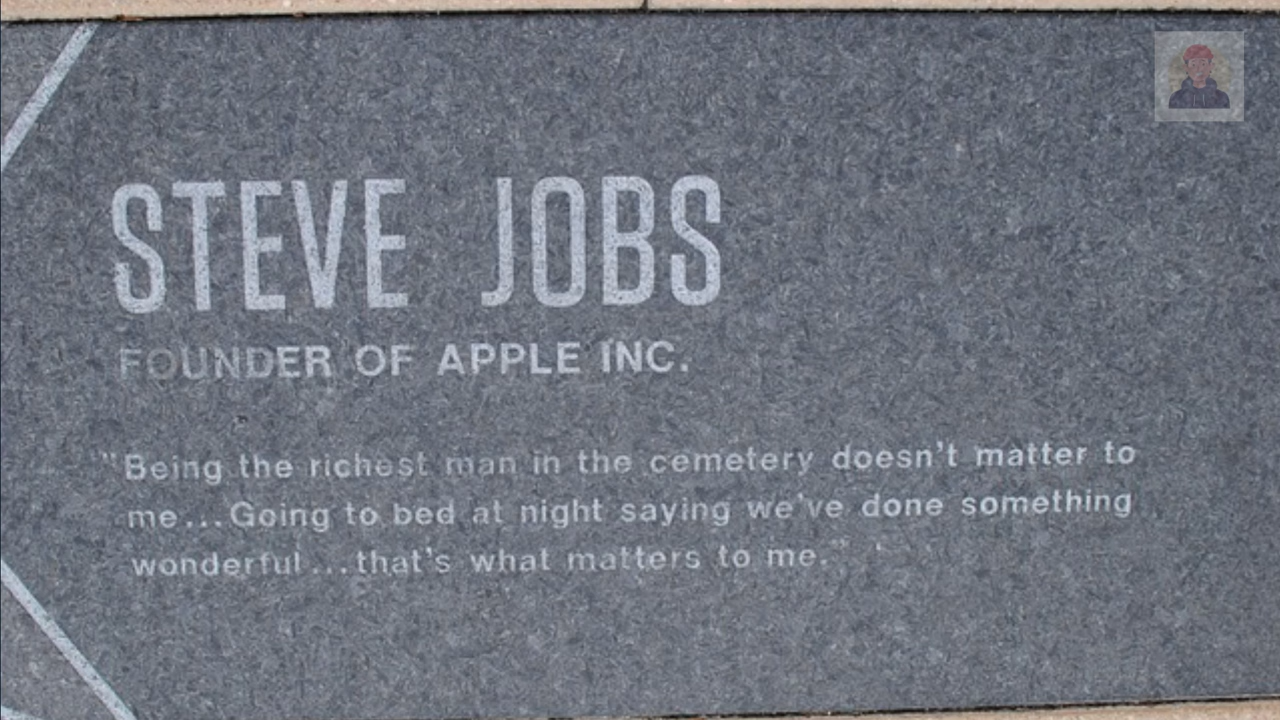 STEVE JOBS
FOUNDER OF APPLE INC.
"Being the richest man in the cemetery doesn't matter to
me...Going to bed at night saying we've done something
wonderful...that's what matters to me."